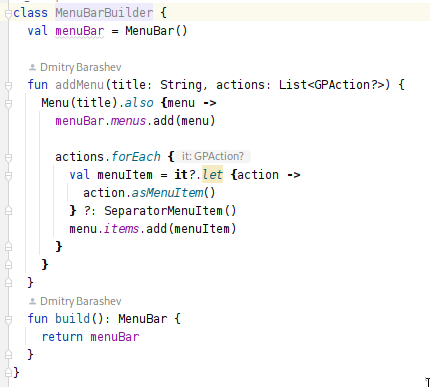 class MenuBarBuilder {
val menuBar = MenuBar()
Dmitry Barashev
fun addMenu(title: String, actions: List<GPAction?>) {
Menu(title).also {menu ->
menuBar.menus.add(menu)
actions.forEach { it: GPAction?
val menuItem = it?.let {action ->
action.asMenuItem()
} ?: SeparatorMenuItem()
menu.items.add(menuItem)
}
}
}
Dmitry Barashev
fun build(): MenuBar {
return menuBar
}
}